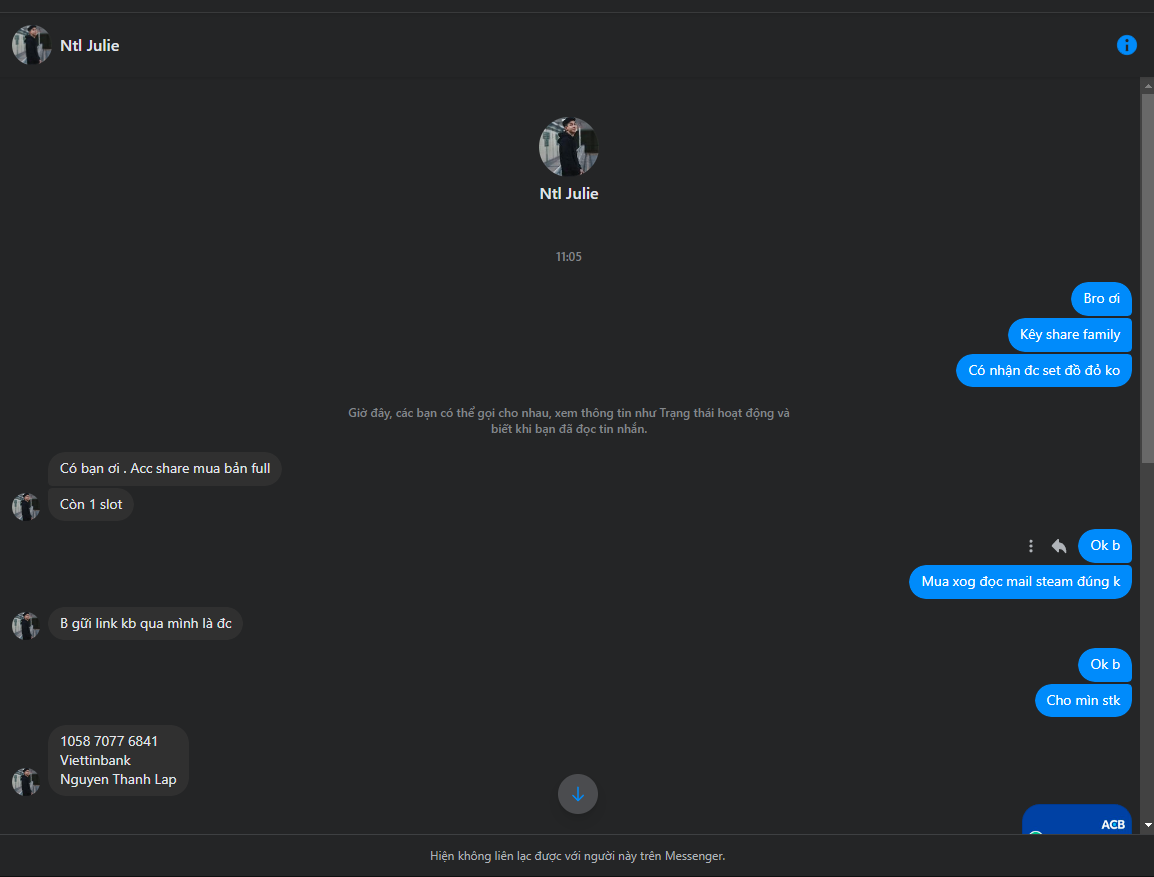 Ntl Julie
Ntl Julie
11:05
Bro ơi
Kêy share family
Có nhận đc set đồ đỏ ko
Giờ đây, các bạn có thể gọi cho nhau, xem thông tin như Trạng thái hoạt động và
biết khi bạn đã đọc tin nhắn.
Có bạn ơi . Acc share mua bản full
Còn 1 slot
Ok b
Mua xog đọc mail steam đúng k
B gữi link kb qua mình là đc
Ok b
Cho mìn stk
1058 7077 6841
Viettinbank
Nguyen Thanh Lap
ACB
Hiện không liên lạc được với người này trên Messenger.